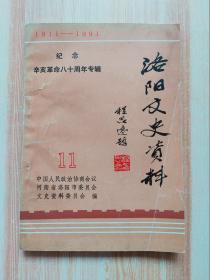 1911—1991
纪念
辛亥革命八十周年专辑
洛阳文史资料
11
中国人民政治协商会议
河南省洛阳市委员会
文史资料委员会 编